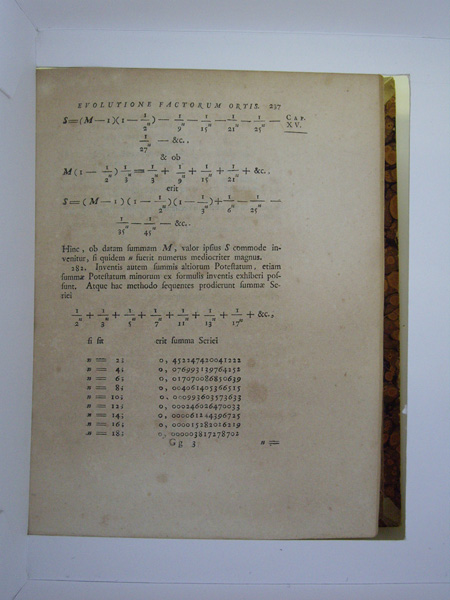 EVOLUTIONE FACTORUM ORTIS. 237
S=(M−1)(1−1/2ⁿ)−1/9ⁿ−1/15ⁿ−1/21ⁿ−1/25ⁿ− CAP. XV.
1/27ⁿ − &c.,
& ob
M(1−1/2ⁿ)1/3ⁿ=1/3ⁿ+1/9ⁿ+1/15ⁿ+1/21ⁿ+ &c.,
erit
S=(M−1)(1−1/2ⁿ)(1−1/3ⁿ)+1/6ⁿ−1/25ⁿ−
1/35ⁿ−1/45ⁿ− &c.
Hinc, ob datam summam M, valor ipsius S commode in-
venitur, si quidem n fuerit numerus mediocriter magnus.
282. Inventis autem summis altiorum Potestatum, etiam
summæ Potestatum minorum ex formulis inventis exhiberi pos-
sunt. Atque hac methodo sequentes prodierunt summæ Se-
riei
1/2ⁿ+1/3ⁿ+1/5ⁿ+1/7ⁿ+1/11ⁿ+1/13ⁿ+1/17ⁿ+ &c.,
si sit erit summa Seriei
n = 2; 0, 452247420041222
n = 4; 0, 076993139764252
n = 6; 0, 017070086850639
n = 8; 0, 004061405366515
n = 10; 0, 000993603573633
n = 12; 0, 000246026470033
n = 14; 0, 000061244396725
n = 16; 0, 000015282026219
n = 18; 0, 000003817278702
Gg 3 n =